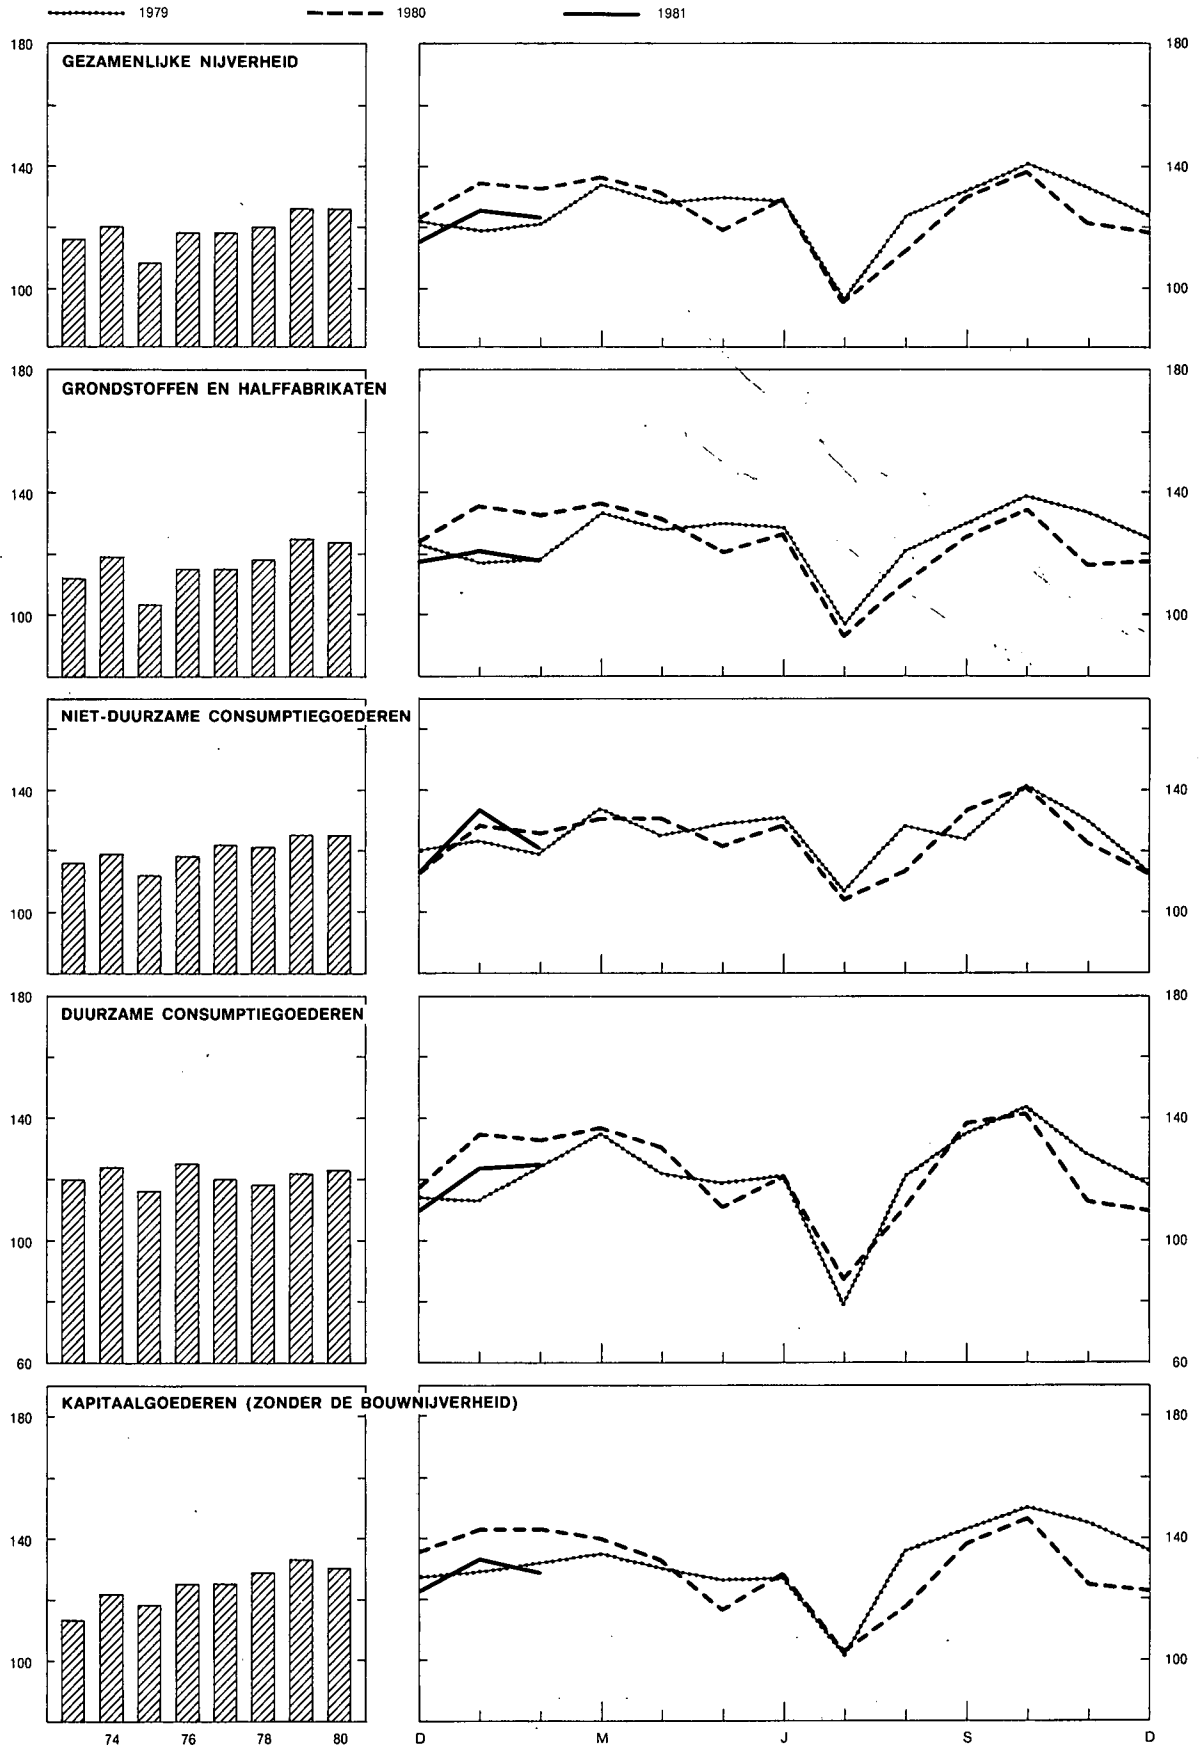 1979 1980 1981
180 180
GEZAMENLIJKE NIJVERHEID
140 140
100 100
180 180
GRONDSTOFFEN EN HALFFABRIKATEN
140 140
100 100
NIET-DUURZAME CONSUMPTIEGOEDEREN
140 140
100 100
180 180
DUURZAME CONSUMPTIEGOEDEREN
140 140
100 100
60 60
KAPITAALGOEDEREN (ZONDER DE BOUWNIJVERHEID)
180 180
140 140
100 100
74 76 78 80 D M J S D